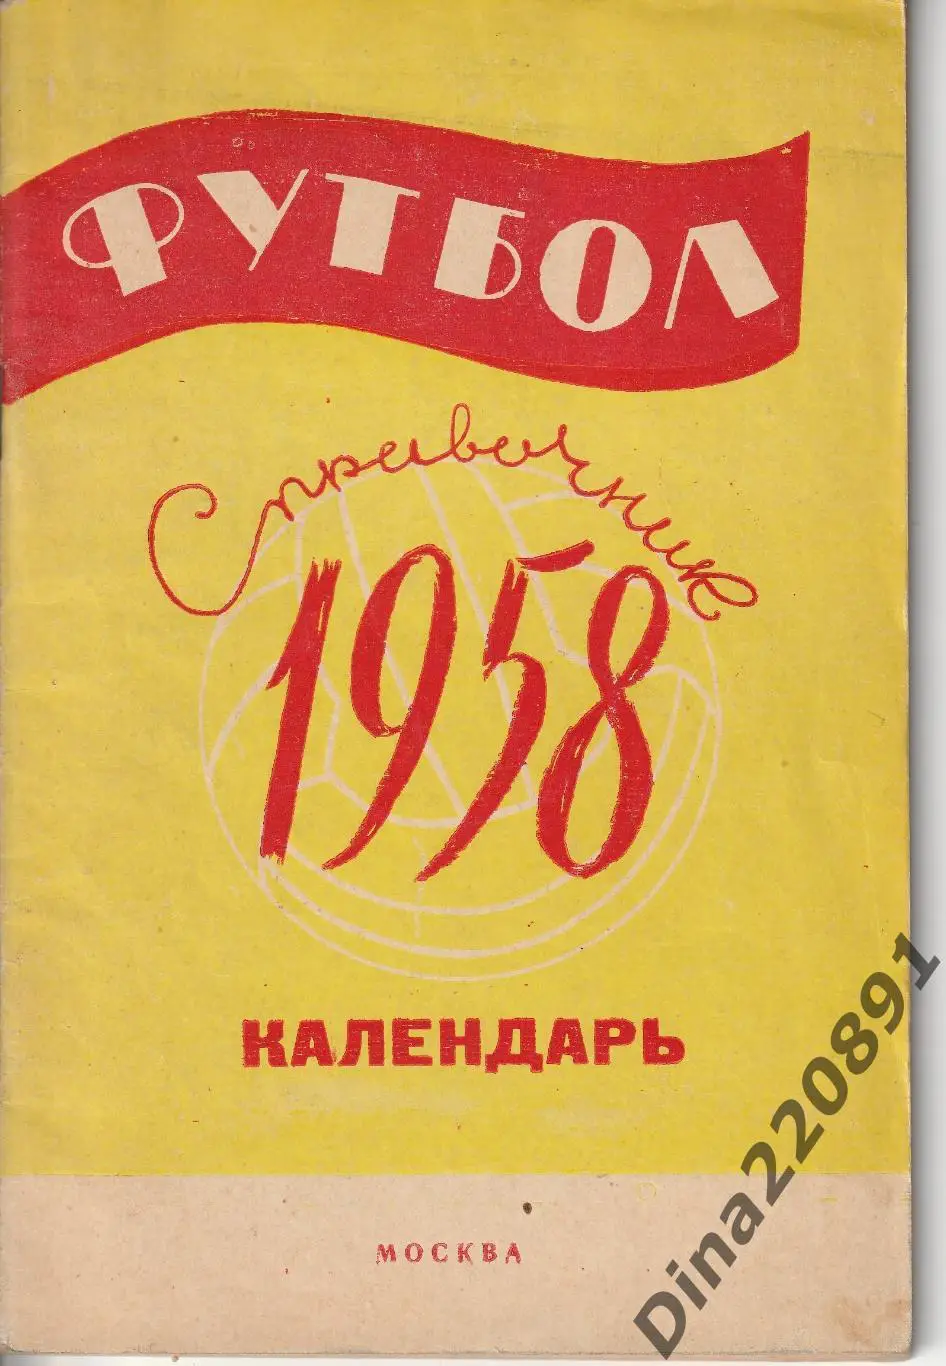 ФУТБОЛ
Справочник
1958
КАЛЕНДАРЬ
МОСКВА
Dina220891